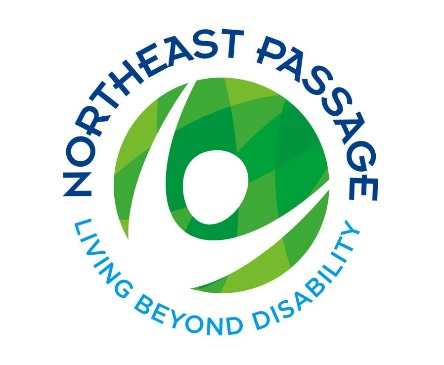 NORTHEAST PASSAGE
LIVING BEYOND DISABILITY